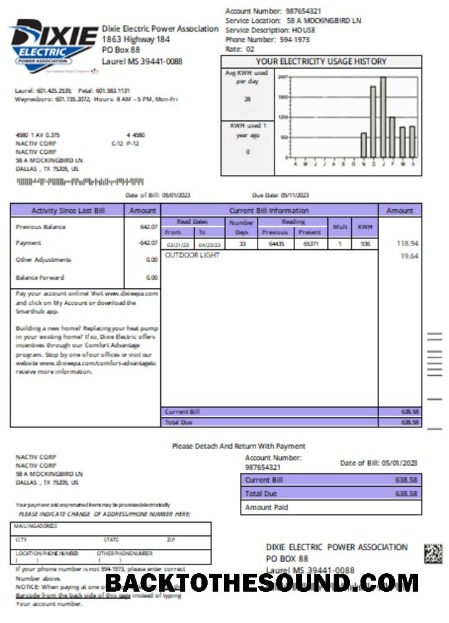 DIXIE
ELECTRIC
POWER ASSOCIATION
Dixie Electric Power Association
1863 Highway 184
PO Box 88
Laurel MS 39441-0088
Account Number: 987654321
Service Location: 58 A MOCKINGBIRD LN
Service Description: HOUSE
Phone Number: 594-1973
Rate: 02
YOUR ELECTRICITY USAGE HISTORY
Avg KWH used
per day
28
KWH used 1
year ago
0
A M J J A S O N D J F M A
Laurel: 601.425.2535; Petal: 601.583.1131
Waynesboro: 601.735.2072; Hours: 8 AM - 5 PM, Mon-Fri
4580 1 AV 0.375 4 4580
NACTIV CORP C-12 P-12
NACTIV CORP
58 A MOCKINGBIRD LN
DALLAS , TX 75205, US
Date of Bill: 05/01/2023 Due Date: 05/11/2023
Activity Since Last Bill Amount
Previous Balance 642.07
Payment -642.07
Other Adjustments 0.00
Balance Forward 0.00
Current Bill Information Amount
Read Dates Number Reading Mult KWH
From To Days Previous Present
03/21/23 04/23/23 33 64435 65371 1 936 118.94
OUTDOOR LIGHT 19.64
Pay your account online! Visit www.dixieepa.com
and click on My Account or download the
Smarthub app.
Building a new home? Replacing your heat pump
in your existing home? If so, Dixie Electric offers
incentives through our Comfort Advantage
program. Stop by one of our offices or visit our
website www.dixieepa.com/comfort-advantage to
receive more information.
Current Bill 638.58
Total Due 638.58
Please Detach And Return With Payment
NACTIV CORP
NACTIV CORP
58 A MOCKINGBIRD LN
DALLAS , TX 75205, US
Account Number:
987654321
Date of Bill: 05/01/2023
Current Bill 638.58
Total Due 638.58
Amount Paid
Your payment and any returned items may be processed electronically
PLEASE INDICATE CHANGE OF ADDRESS/PHONE NUMBER HERE:
MAILING ADDRESS
CITY STATE ZIP
LOCATION PHONE NUMBER OTHER PHONE NUMBER
( ) ( )
If your phone number is not 594-1973, please enter correct
Number above.
NOTICE: When paying at one of
Barcode from the back side of this page instead of typing
Your account number.
DIXIE ELECTRIC POWER ASSOCIATION
PO BOX 88
Laurel MS 39441-0088
BACKTOTHESOUND.COM